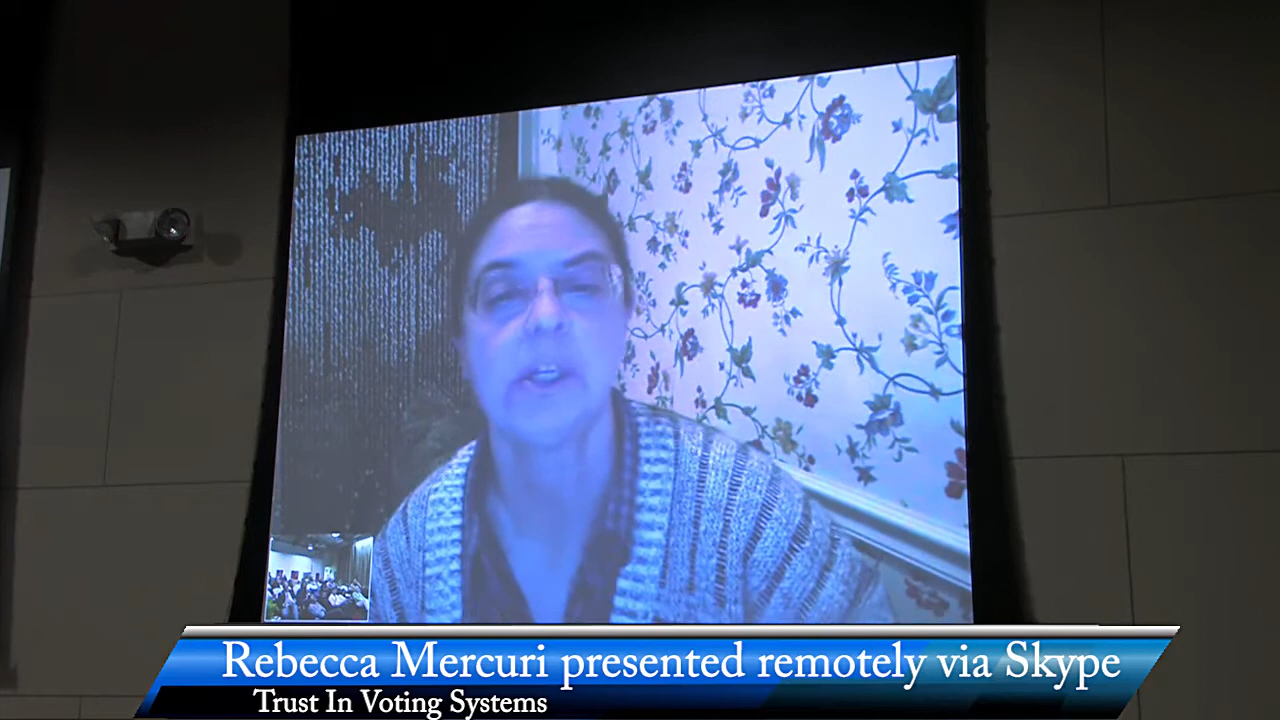 Rebecca Mercuri presented remotely via Skype
Trust In Voting Systems